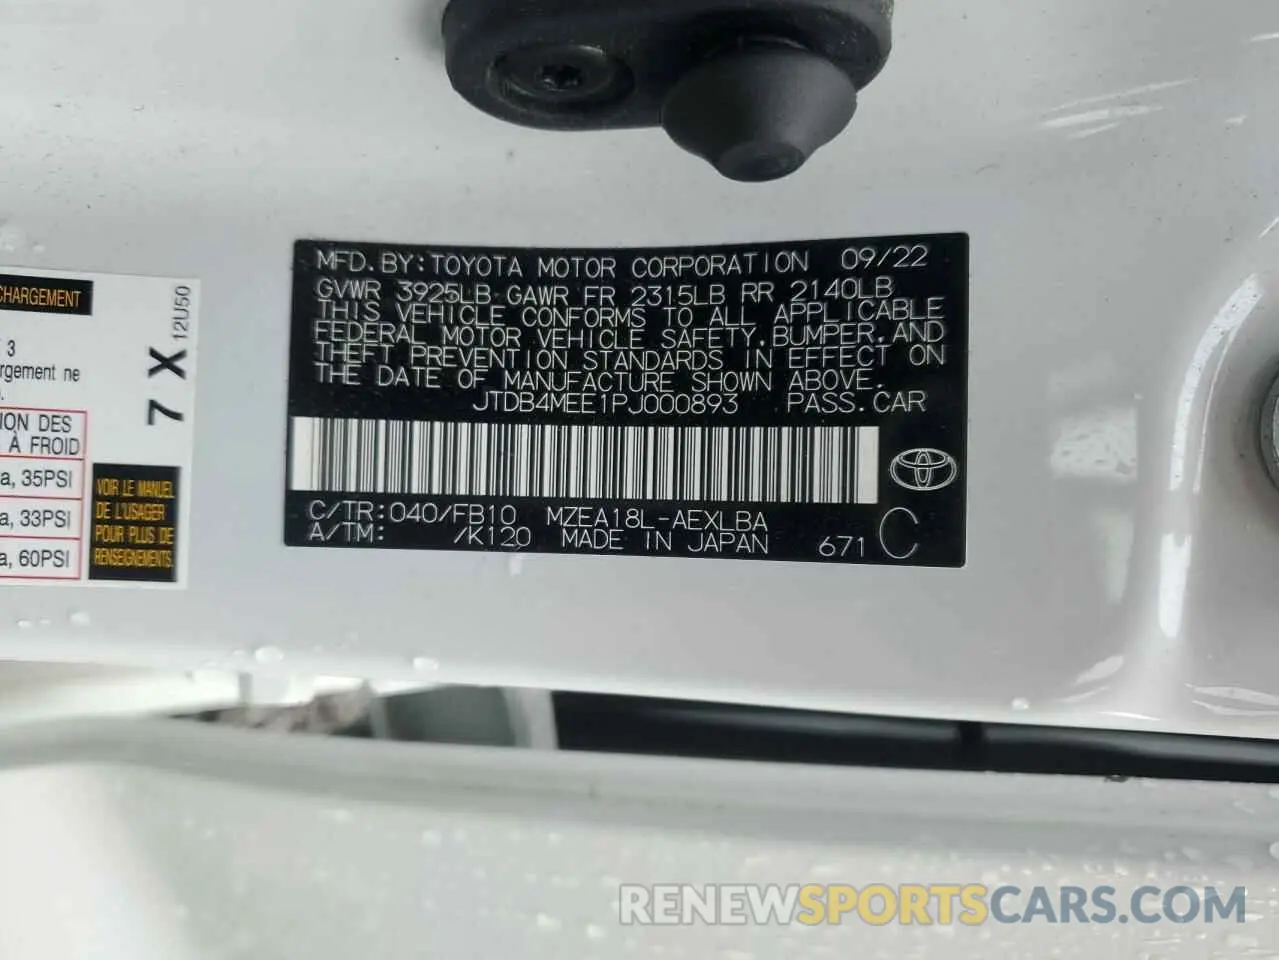 CHARGEMENT
3
rgement ne
ION DES
À FROID
a, 35PSI
a, 33PSI
a, 60PSI
7 X 12U50
VOIR LE MANUEL
DE L'USAGER
POUR PLUS DE
RENSEIGNEMENTS.
MFD.BY:TOYOTA MOTOR CORPORATION 09/22
GVWR 3925LB GAWR FR 2315LB RR 2140LB
THIS VEHICLE CONFORMS TO ALL APPLICABLE
FEDERAL MOTOR VEHICLE SAFETY,BUMPER,AND
THEFT PREVENTION STANDARDS IN EFFECT ON
THE DATE OF MANUFACTURE SHOWN ABOVE.
JTDB4MEE1PJ000893 PASS.CAR
C/TR:040/FB10 MZEA18L-AEXLBA
A/TM: /K120 MADE IN JAPAN 671 C
RENEWSPORTSCARS.COM